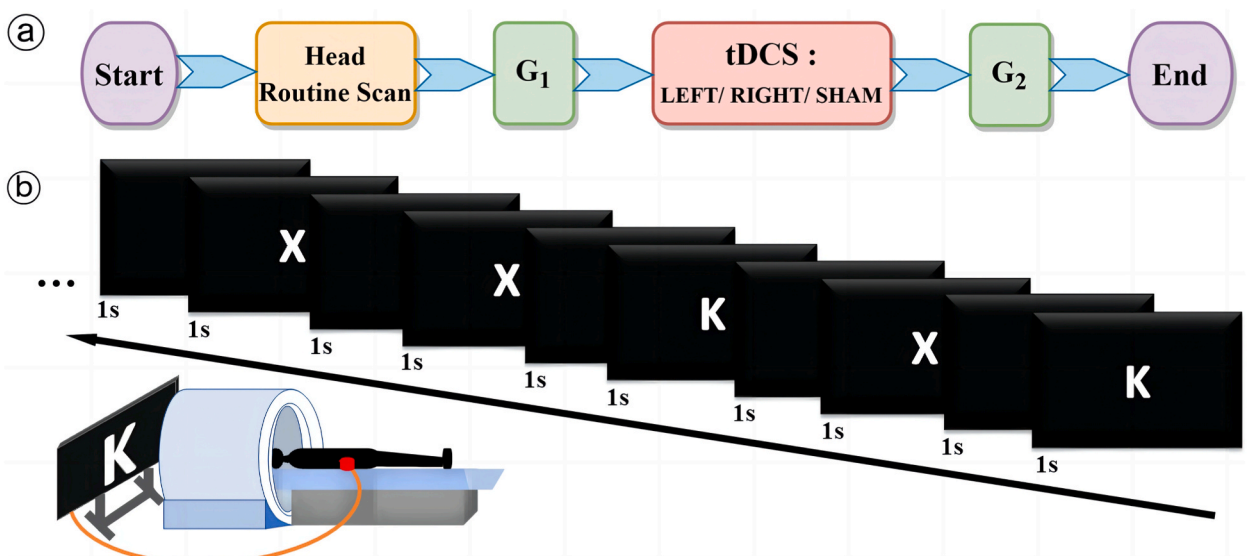 a
Start
Head
Routine Scan
G1
tDCS :
LEFT/ RIGHT/ SHAM
G2
End
b
...
X
X
K
X
K
1s
1s
1s
1s
1s
1s
1s
1s
1s
1s
K